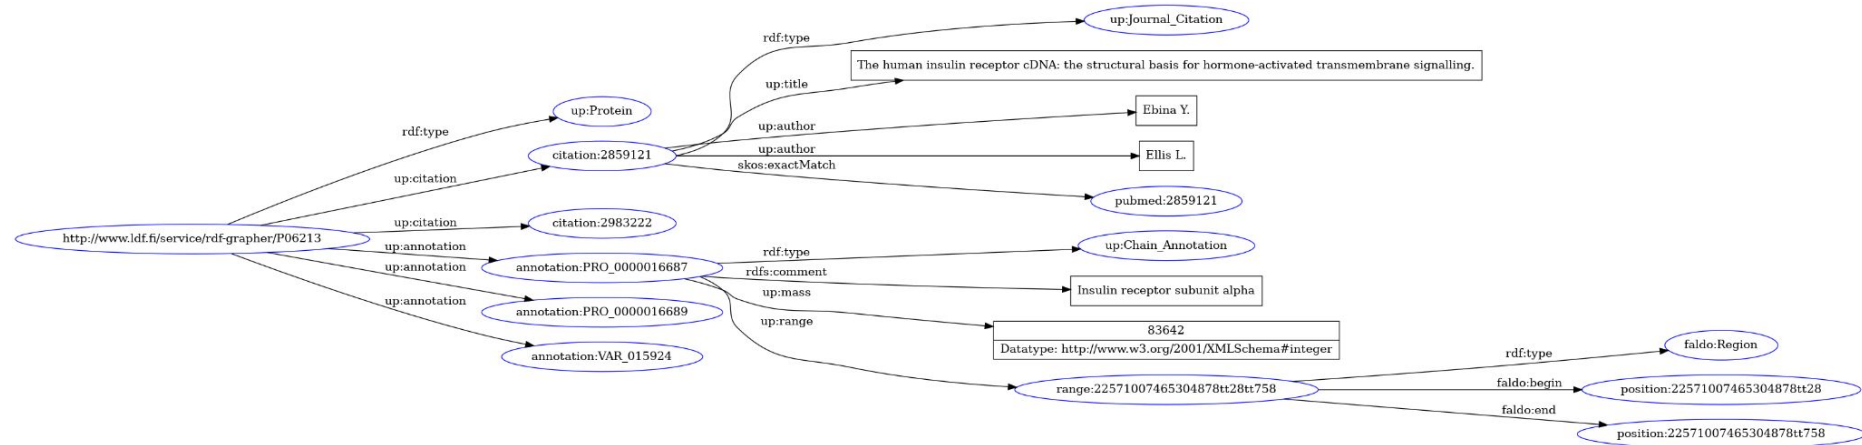 up:Journal_Citation
rdf:type
The human insulin receptor cDNA: the structural basis for hormone-activated transmembrane signalling.
up:title
up:Protein
Ebina Y.
rdf:type
up:author
citation:2859121
up:author
Ellis L.
skos:exactMatch
up:citation
pubmed:2859121
citation:2983222
up:citation
http://www.ldf.fi/service/rdf-grapher/P06213
up:annotation
up:Chain_Annotation
rdf:type
annotation:PRO_0000016687
up:annotation
rdfs:comment
Insulin receptor subunit alpha
up:mass
up:annotation
annotation:PRO_0000016689
up:range
83642
Datatype: http://www.w3.org/2001/XMLSchema#integer
annotation:VAR_015924
faldo:Region
rdf:type
range:22571007465304878tt28tt758
faldo:begin
position:22571007465304878tt28
faldo:end
position:22571007465304878tt758